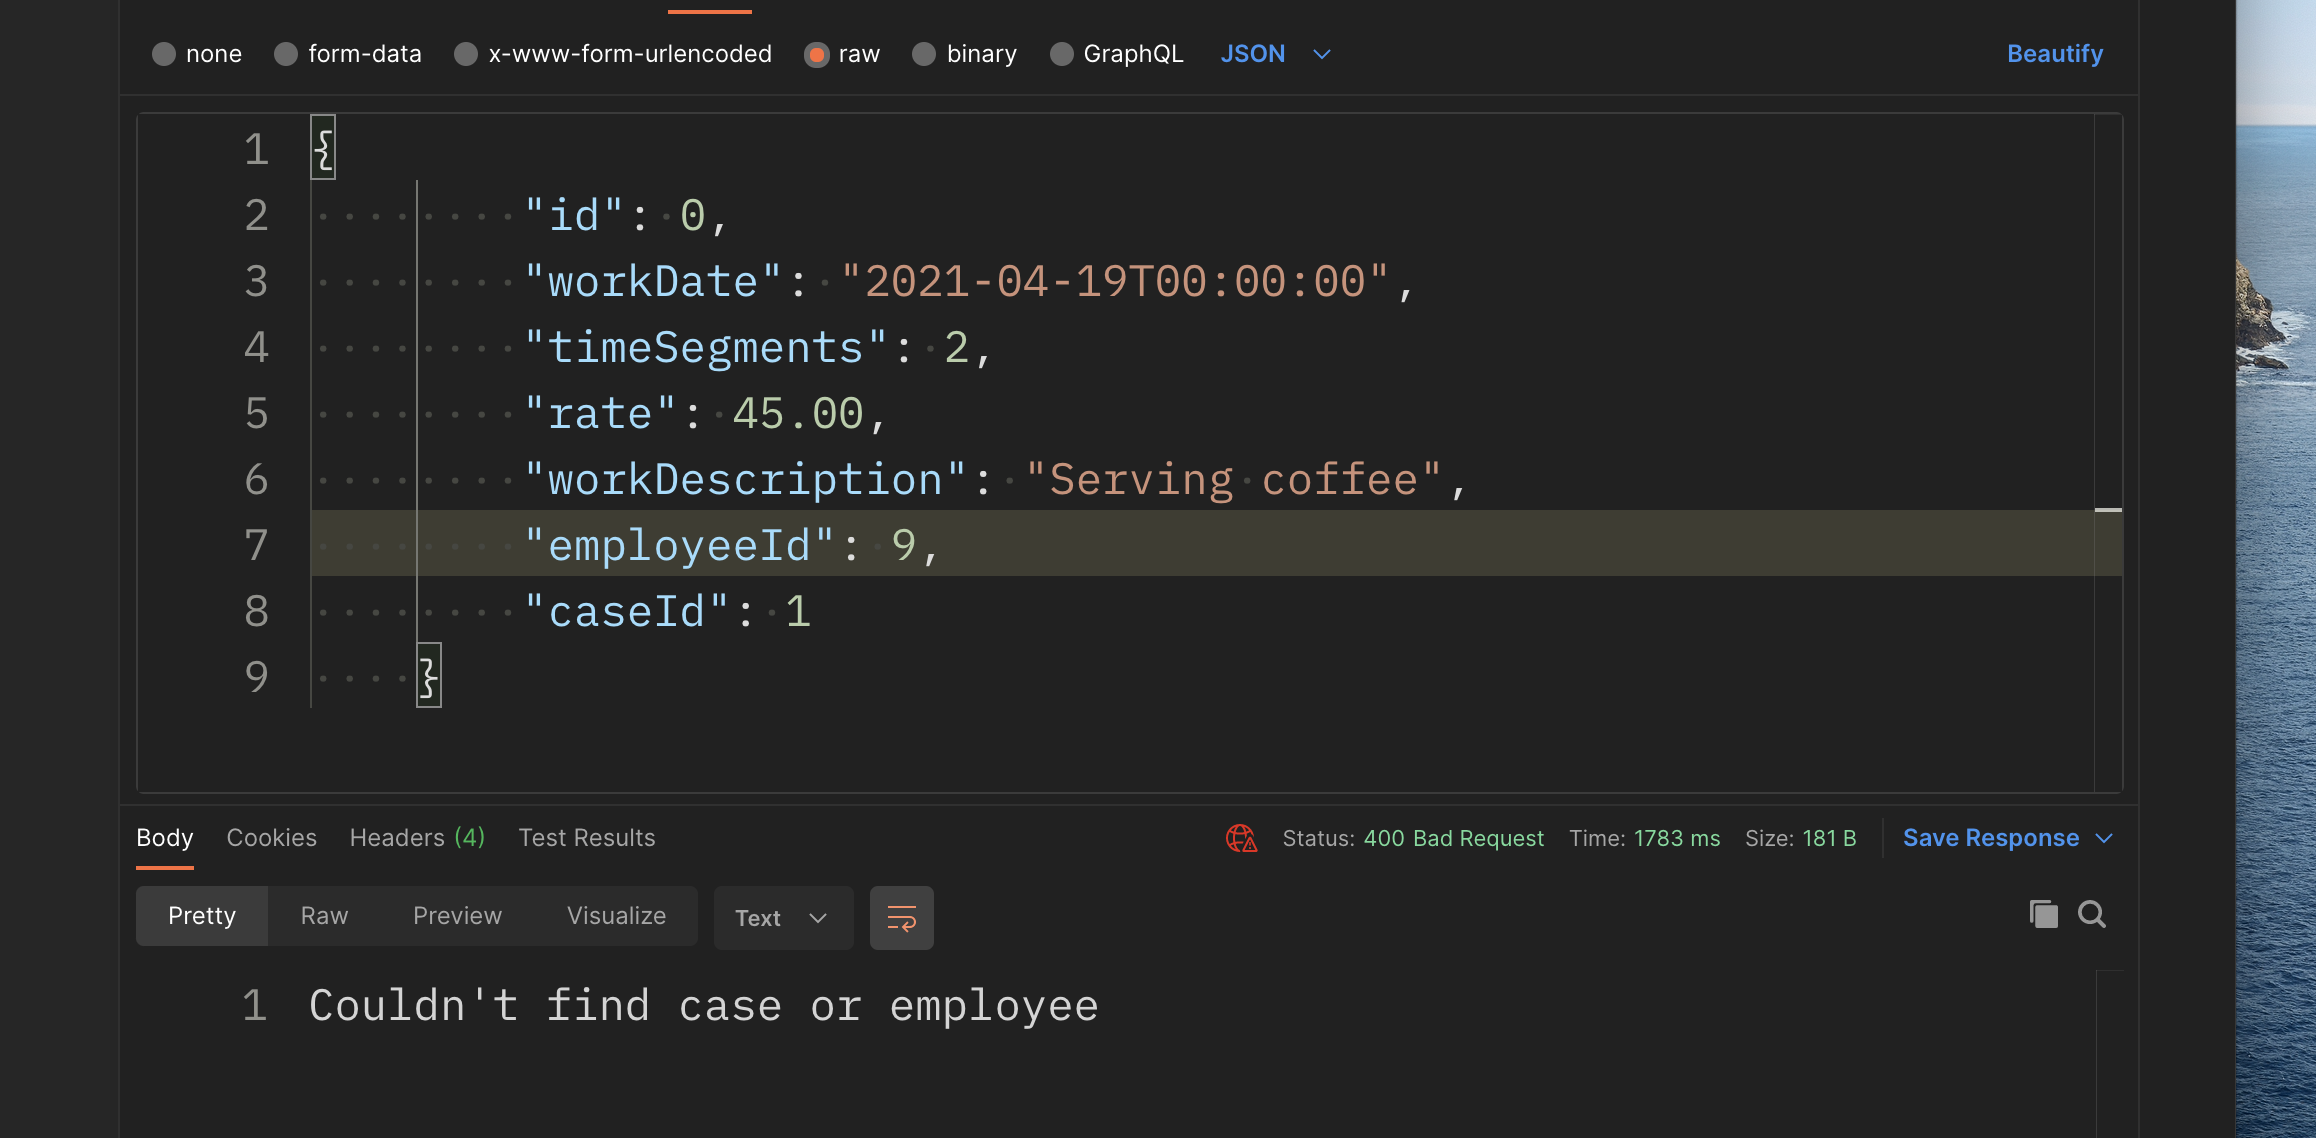 none form-data x-www-form-urlencoded raw binary GraphQL JSON Beautify
1 {
2 "id": 0,
3 "workDate": "2021-04-19T00:00:00",
4 "timeSegments": 2,
5 "rate": 45.00,
6 "workDescription": "Serving coffee",
7 "employeeId": 9,
8 "caseId": 1
9 }
Body Cookies Headers (4) Test Results Status: 400 Bad Request Time: 1783 ms Size: 181 B Save Response
Pretty Raw Preview Visualize Text
1 Couldn't find case or employee